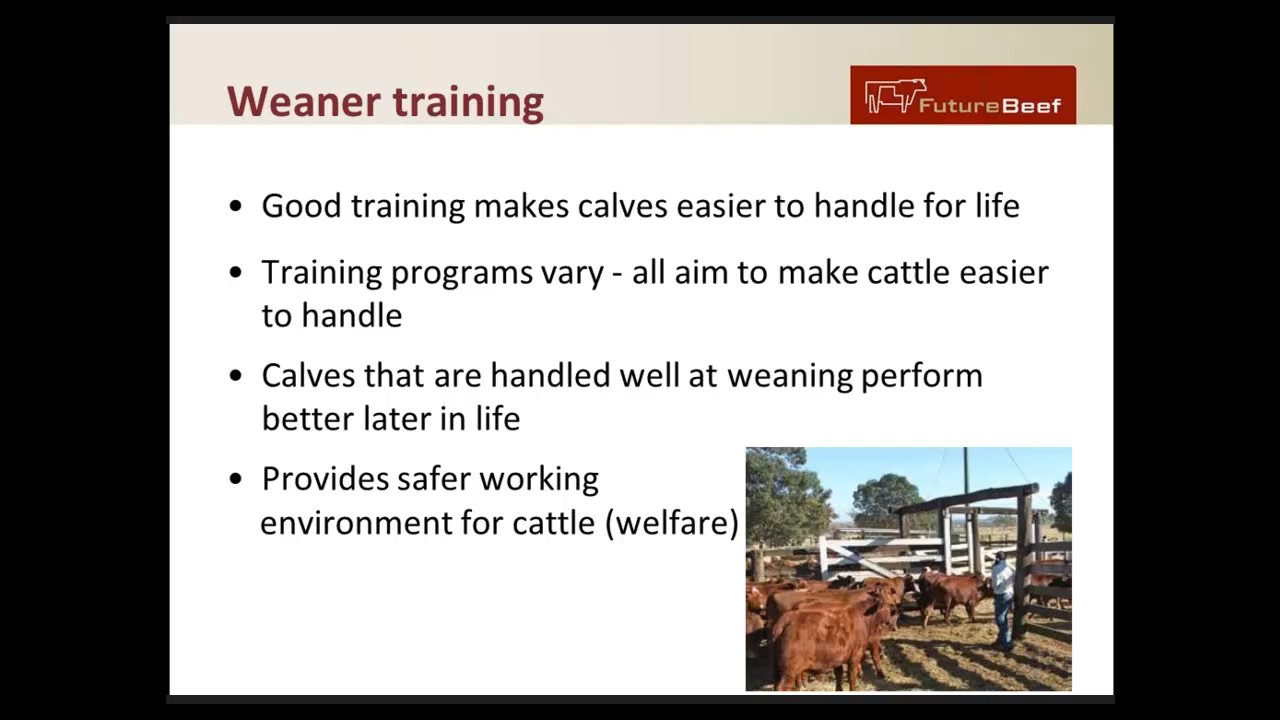 Weaner training
FutureBeef
• Good training makes calves easier to handle for life
• Training programs vary - all aim to make cattle easier
to handle
• Calves that are handled well at weaning perform
better later in life
• Provides safer working
environment for cattle (welfare)